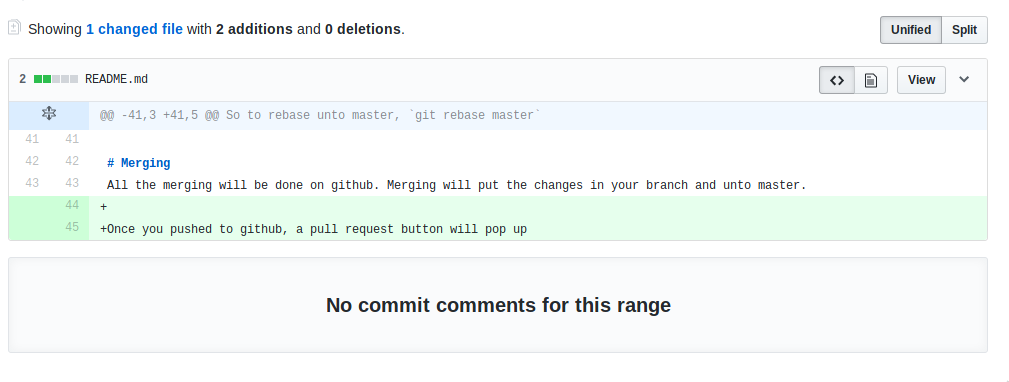 Showing 1 changed file with 2 additions and 0 deletions.
Unified Split
2 README.md
View
@@ -41,3 +41,5 @@ So to rebase unto master, `git rebase master`
41 41
42 42 # Merging
43 43 All the merging will be done on github. Merging will put the changes in your branch and unto master.
44 +
45 +Once you pushed to github, a pull request button will pop up
No commit comments for this range